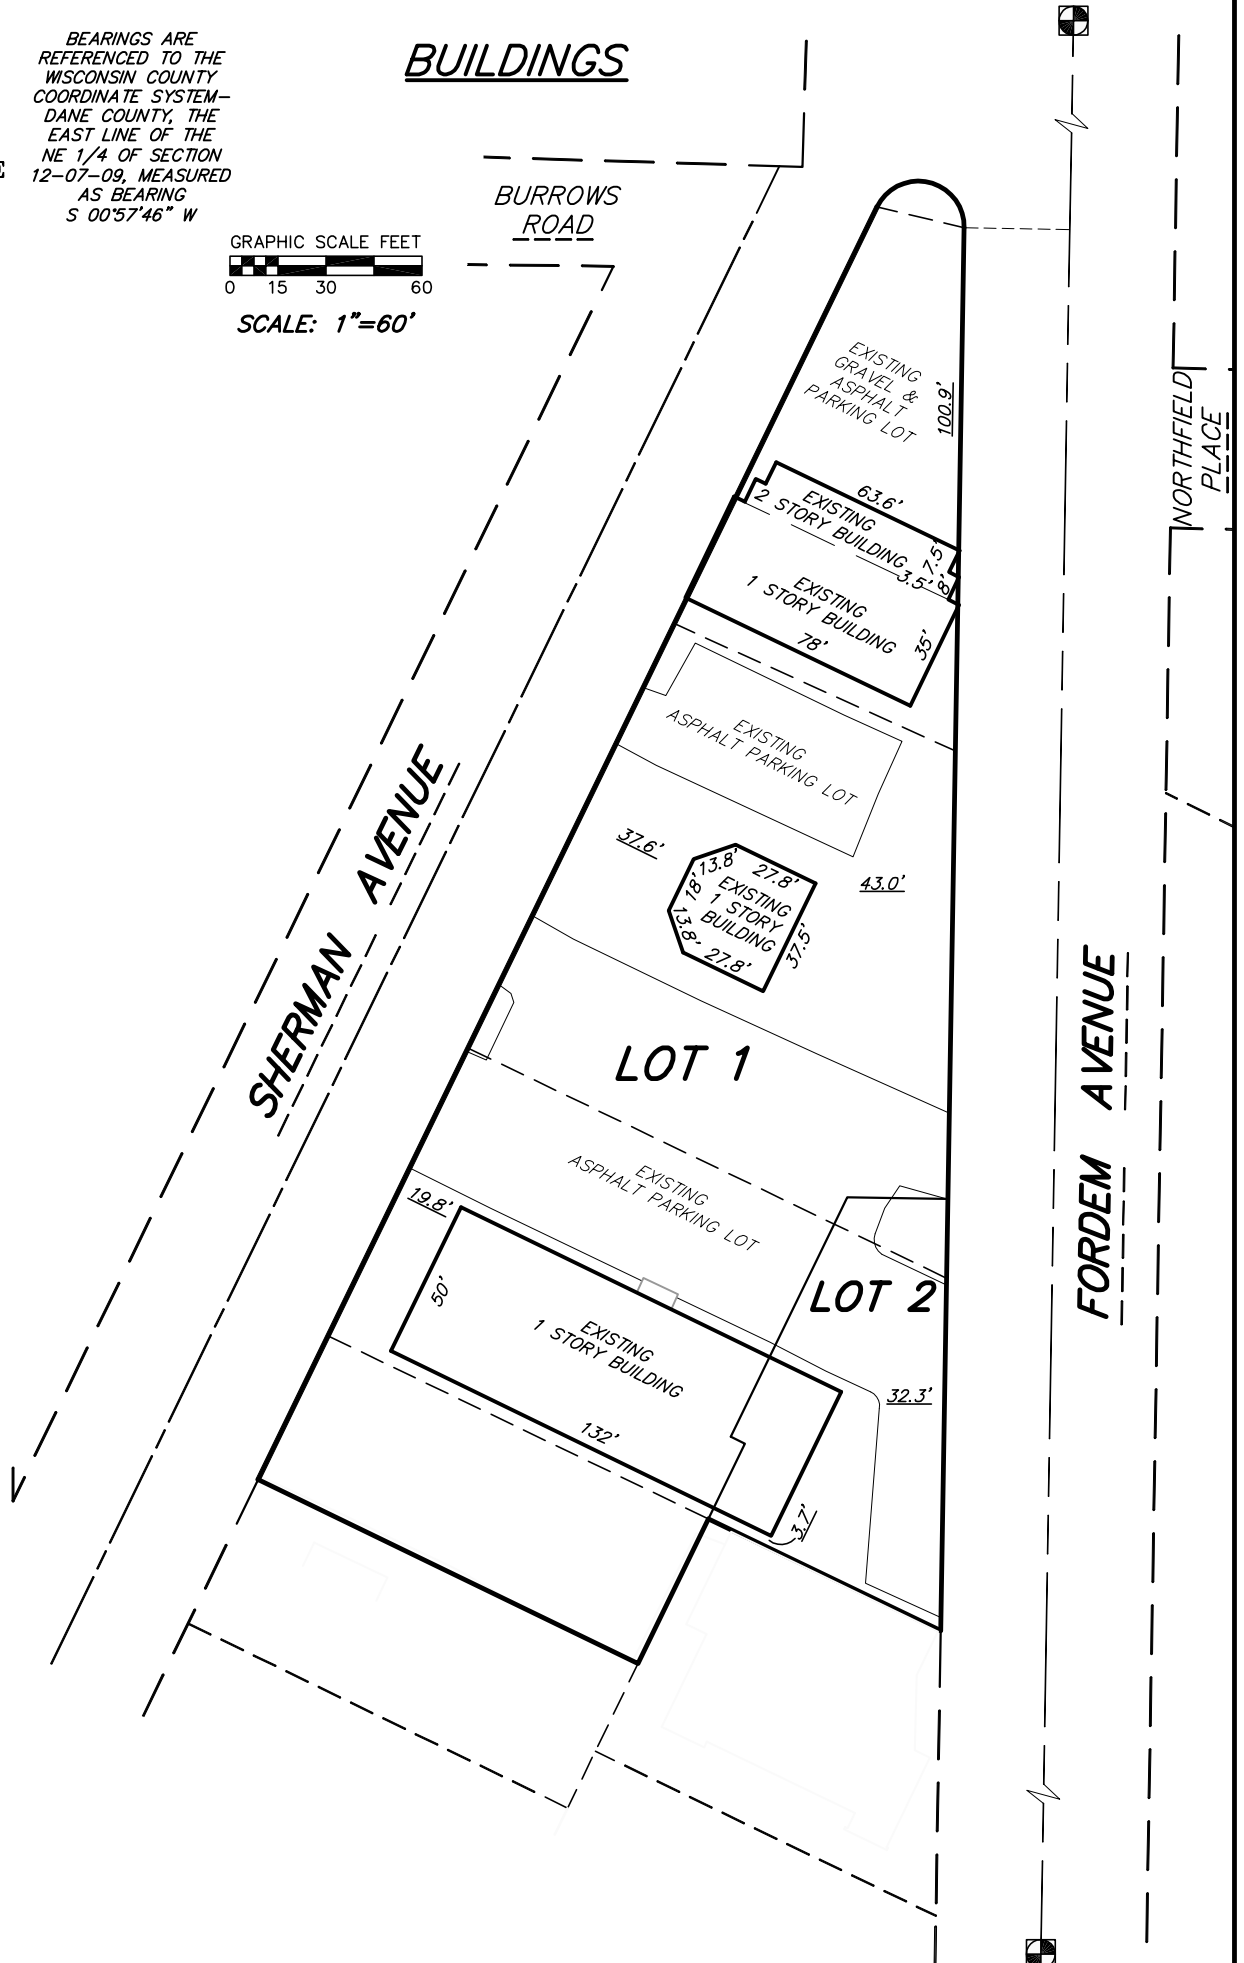 BEARINGS ARE
REFERENCED TO THE
WISCONSIN COUNTY
COORDINATE SYSTEM-
DANE COUNTY, THE
EAST LINE OF THE
NE 1/4 OF SECTION
12-07-09, MEASURED
AS BEARING
S 00°57'46" W
BUILDINGS
BURROWS
ROAD
GRAPHIC SCALE FEET
0 15 30 60
SCALE: 1"=60'
EXISTING
GRAVEL &
ASPHALT
PARKING LOT
100.9'
NORTHFIELD
PLACE
63.6'
2
EXISTING
STORY BUILDING
7.5'
3.5'
8'
EXISTING
1 STORY BUILDING
78'
35'
EXISTING
ASPHALT PARKING LOT
SHERMAN AVENUE
37.6'
13.8'
27.8'
18'
EXISTING
1 STORY
BUILDING
13.8'
27.8'
37.5'
43.0'
LOT 1
FORDEM AVENUE
EXISTING
ASPHALT PARKING LOT
19.8'
50'
LOT 2
EXISTING
1 STORY BUILDING
32.3'
132'
3.7'